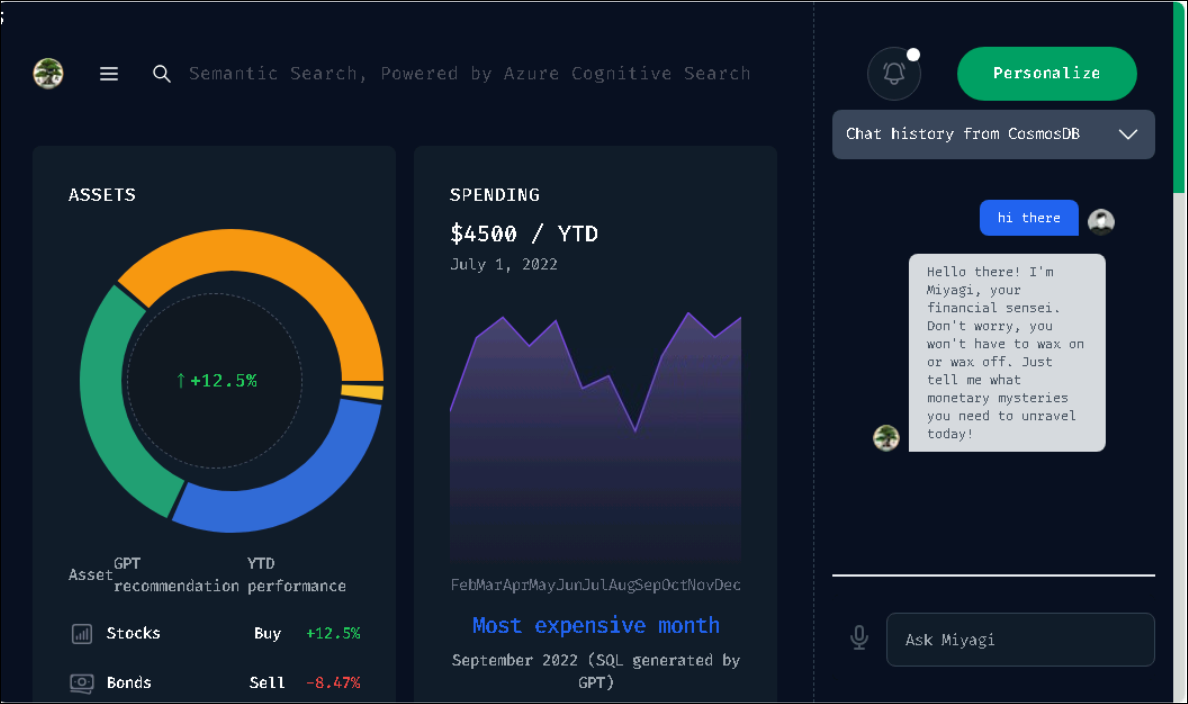 Semantic Search, Powered by Azure Cognitive Search
Personalize
Chat history from CosmosDB
ASSETS
↑+12.5%
Asset GPT recommendation YTD performance
Stocks Buy +12.5%
Bonds Sell -8.47%
SPENDING
$4500 / YTD
July 1, 2022
FebMarAprMayJunJulAugSepOctNovDec
Most expensive month
September 2022 (SQL generated by
GPT)
hi there
Hello there! I'm
Miyagi, your
financial sensei.
Don't worry, you
won't have to wax on
or wax off. Just
tell me what
monetary mysteries
you need to unravel
today!
Ask Miyagi